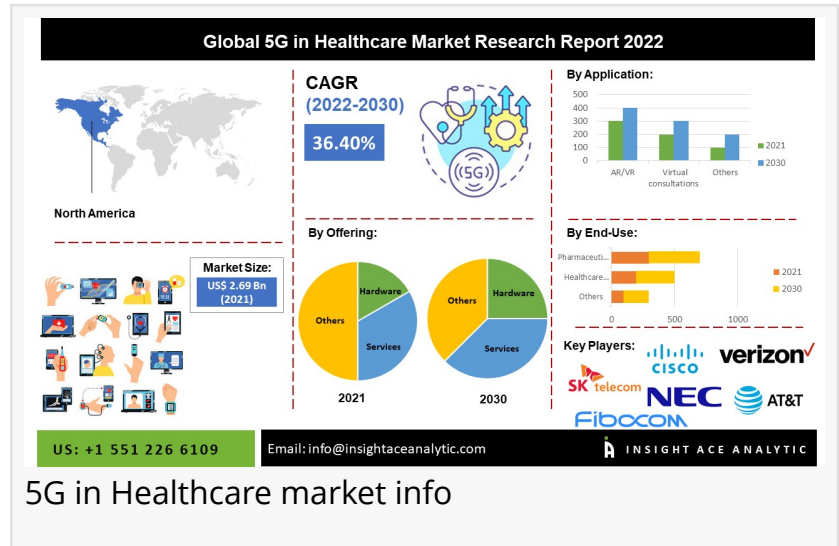 Global 5G in Healthcare Market Research Report 2022
North America
Market Size:
US$ 2.69 Bn
(2021)
CAGR
(2022-2030)
36.40%
(5G)
By Offering:
Hardware
Others
Services
2021
Hardware
Others
Services
2030
By Application:
500
400
300
200
100
0
AR/VR
Virtual
consultations
Others
2021
2030
By End-Use:
Pharmaceuti...
Healthcare...
Others
0
500
1000
2021
2030
Key Players:
CISCO
verizon
SK telecom
NEC
AT&T
Fibocom
US: +1 551 226 6109
Email: info@insightaceanalytic.com
INSIGHT ACE ANALYTIC
5G in Healthcare market info